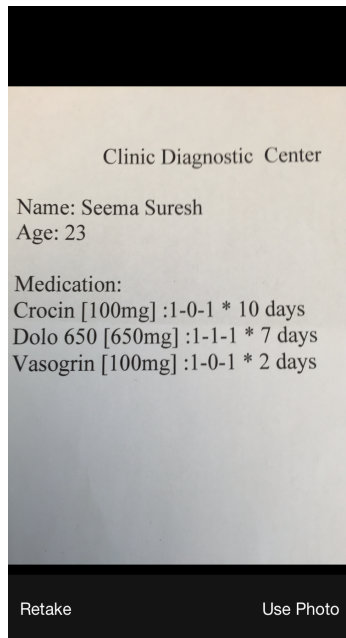 Clinic Diagnostic Center
Name: Seema Suresh
Age: 23
Medication:
Crocin [100mg] :1-0-1 * 10 days
Dolo 650 [650mg] :1-1-1 * 7 days
Vasogrin [100mg] :1-0-1 * 2 days
Retake
Use Photo